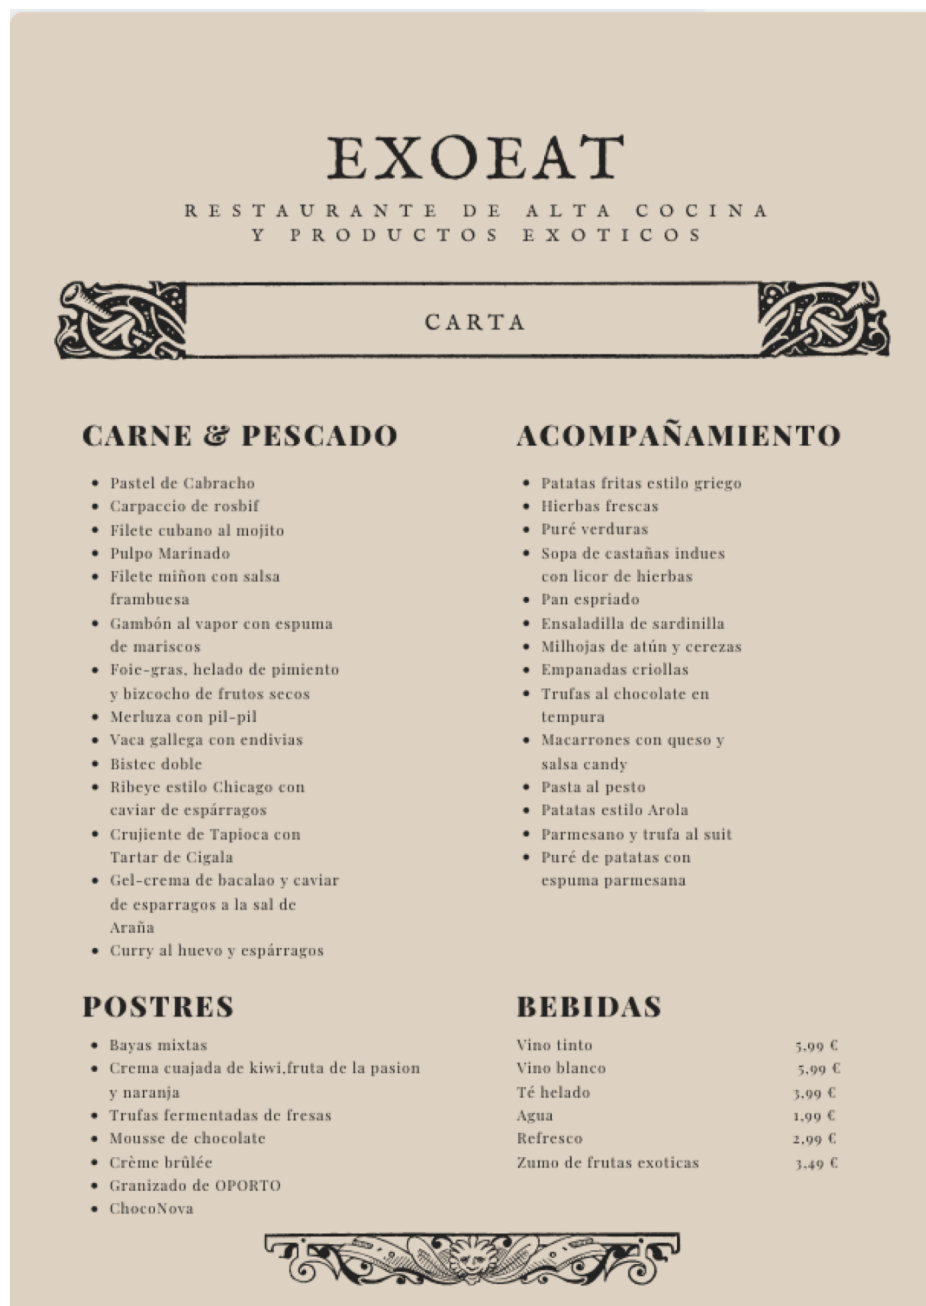 EXOEAT
RESTAURANTE DE ALTA COCINA
Y PRODUCTOS EXOTICOS
CARTA
CARNE & PESCADO
• Pastel de Cabracho
• Carpaccio de rosbif
• Filete cubano al mojito
• Pulpo Marinado
• Filete miñon con salsa
frambuesa
• Gambón al vapor con espuma
de mariscos
• Foie-gras, helado de pimiento
y bizcocho de frutos secos
• Merluza con pil-pil
• Vaca gallega con endivias
• Bistec doble
• Ribeye estilo Chicago con
caviar de espárragos
• Crujiente de Tapioca con
Tartar de Cigala
• Gel-crema de bacalao y caviar
de esparragos a la sal de
Araña
• Curry al huevo y espárragos
ACOMPAÑAMIENTO
• Patatas fritas estilo griego
• Hierbas frescas
• Puré verduras
• Sopa de castañas indues
con licor de hierbas
• Pan espriado
• Ensaladilla de sardinilla
• Milhojas de atún y cerezas
• Empanadas criollas
• Trufas al chocolate en
tempura
• Macarrones con queso y
salsa candy
• Pasta al pesto
• Patatas estilo Arola
• Parmesano y trufa al suit
• Puré de patatas con
espuma parmesana
POSTRES
• Bayas mixtas
• Crema cuajada de kiwi,fruta de la pasion
y naranja
• Trufas fermentadas de fresas
• Mousse de chocolate
• Crème brûlée
• Granizado de OPORTO
• ChocoNova
BEBIDAS
Vino tinto 5,99 €
Vino blanco 5,99 €
Té helado 3,99 €
Agua 1,99 €
Refresco 2,99 €
Zumo de frutas exoticas 3,49 €